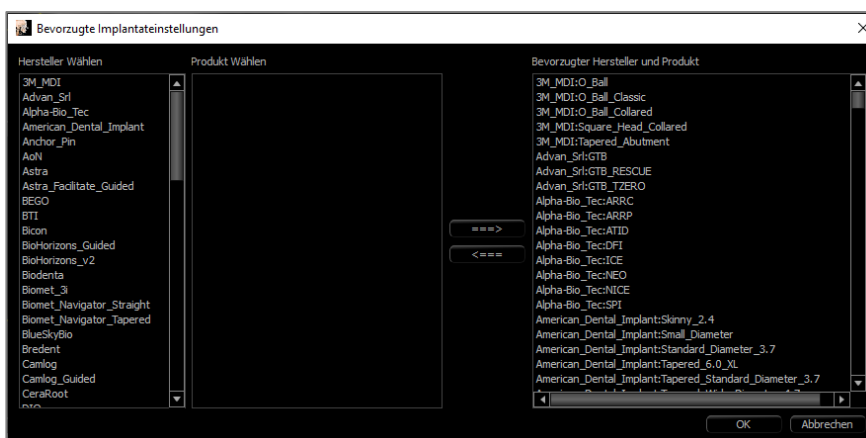 Bevorzugte Implantateinstellungen
Hersteller Wählen
3M_MDI
Advan_Srl
Alpha-Bio_Tec
American_Dental_Implant
Anchor_Pin
AoN
Astra
Astra_Facilitate_Guided
BEGO
BTI
Bicon
BioHorizons_Guided
BioHorizons_v2
Biodenta
Biomet_3i
Biomet_Navigator_Straight
Biomet_Navigator_Tapered
BlueSkyBio
Bredent
Camlog
Camlog_Guided
CeraRoot
Produkt Wählen
===>
<===
Bevorzugter Hersteller und Produkt
3M_MDI:O_Ball
3M_MDI:O_Ball_Classic
3M_MDI:O_Ball_Collared
3M_MDI:Square_Head_Collared
3M_MDI:Tapered_Abutment
Advan_Srl:GTB
Advan_Srl:GTB_RESCUE
Advan_Srl:GTB_TZERO
Alpha-Bio_Tec:ARRC
Alpha-Bio_Tec:ARRP
Alpha-Bio_Tec:ATID
Alpha-Bio_Tec:DFI
Alpha-Bio_Tec:ICE
Alpha-Bio_Tec:NEO
Alpha-Bio_Tec:NICE
Alpha-Bio_Tec:SPI
American_Dental_Implant:Skinny_2.4
American_Dental_Implant:Small_Diameter
American_Dental_Implant:Standard_Diameter_3.7
American_Dental_Implant:Tapered_6.0_XL
American_Dental_Implant:Tapered_Standard_Diameter_3.7
OK
Abbrechen